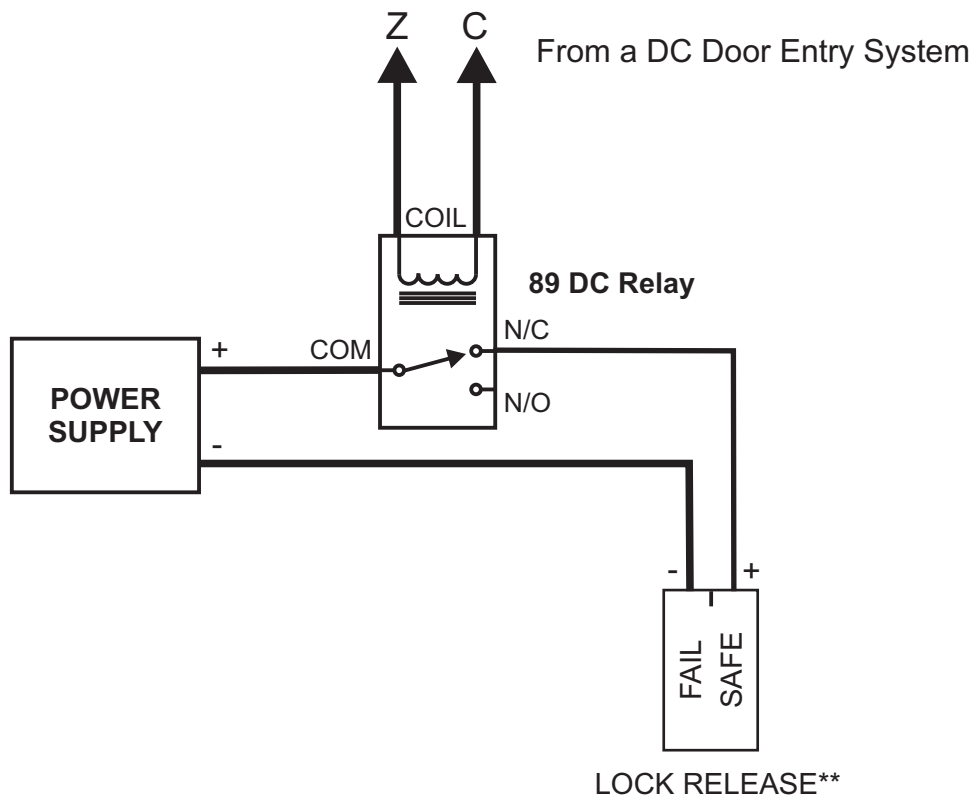 Z C
From a DC Door Entry System
COIL
89 DC Relay
N/C
COM
N/O
+
POWER
SUPPLY
-
- +
FAIL
SAFE
LOCK RELEASE**